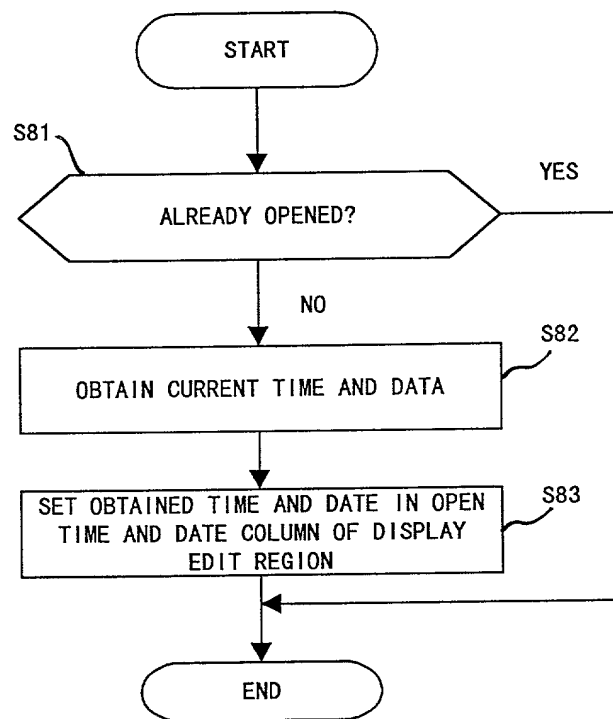 START
S81
YES
ALREADY OPENED?
NO
S82
OBTAIN CURRENT TIME AND DATA
S83
SET OBTAINED TIME AND DATE IN OPEN
TIME AND DATE COLUMN OF DISPLAY
EDIT REGION
END